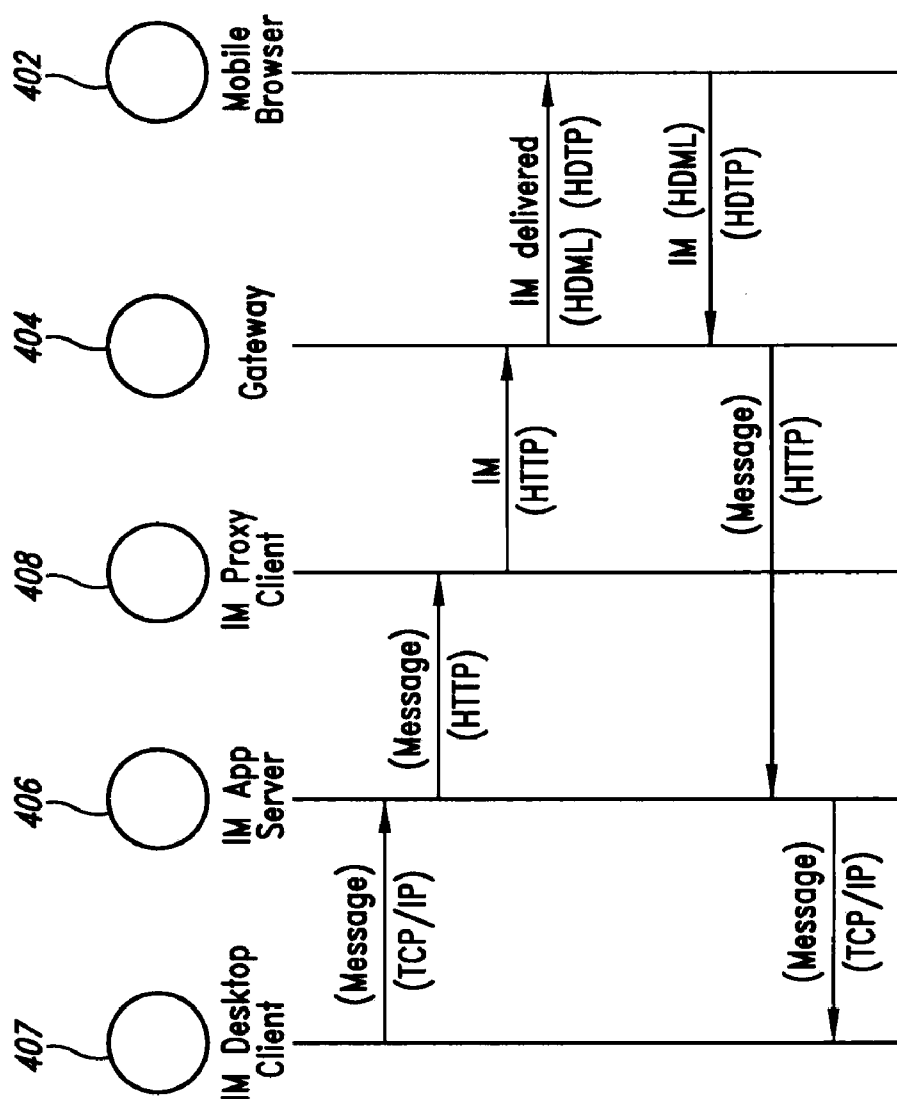 407
406
408
404
402
IM Desktop
Client
IM App
Server
IM Proxy
Client
Gateway
Mobile
Browser
(Message)
(TCP/IP)
(Message)
(HTTP)
IM
(HTTP)
IM delivered
(HDML) (HDTP)
IM (HDML)
(HDTP)
(Message)
(HTTP)
(Message)
(TCP/IP)